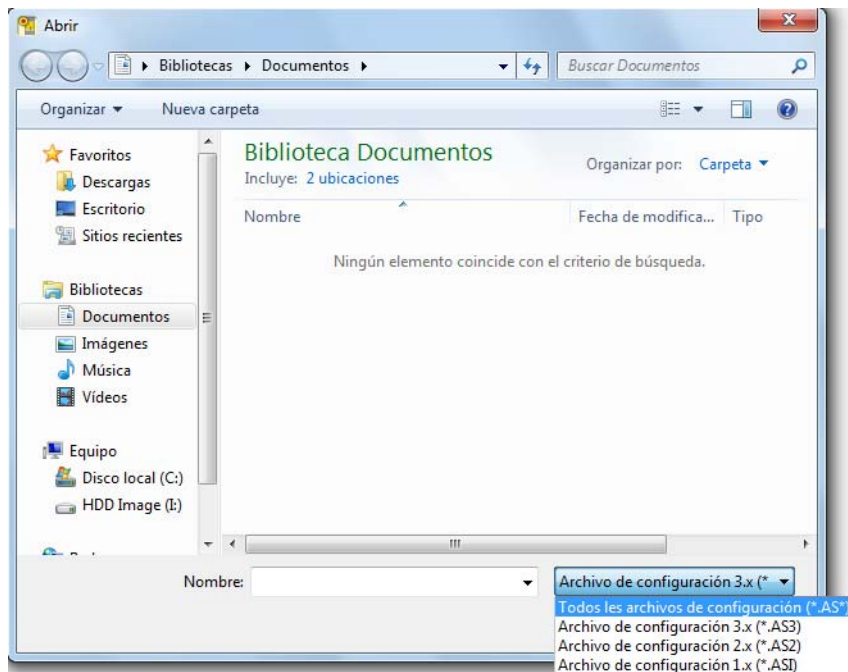 Abrir
Bibliotecas Documentos
Buscar Documentos
Organizar Nueva carpeta
Favoritos
Descargas
Escritorio
Sitios recientes
Bibliotecas
Documentos
Imágenes
Música
Vídeos
Equipo
Disco local (C:)
HDD Image (I:)
Biblioteca Documentos
Incluye: 2 ubicaciones
Organizar por: Carpeta
Nombre Fecha de modifica... Tipo
Ningún elemento coincide con el criterio de búsqueda.
Nombre:
Archivo de configuración 3.x (*
Todos les archivos de configuración (*.AS*)
Archivo de configuración 3.x (*.AS3)
Archivo de configuración 2.x (*.AS2)
Archivo de configuración 1.x (*.ASI)